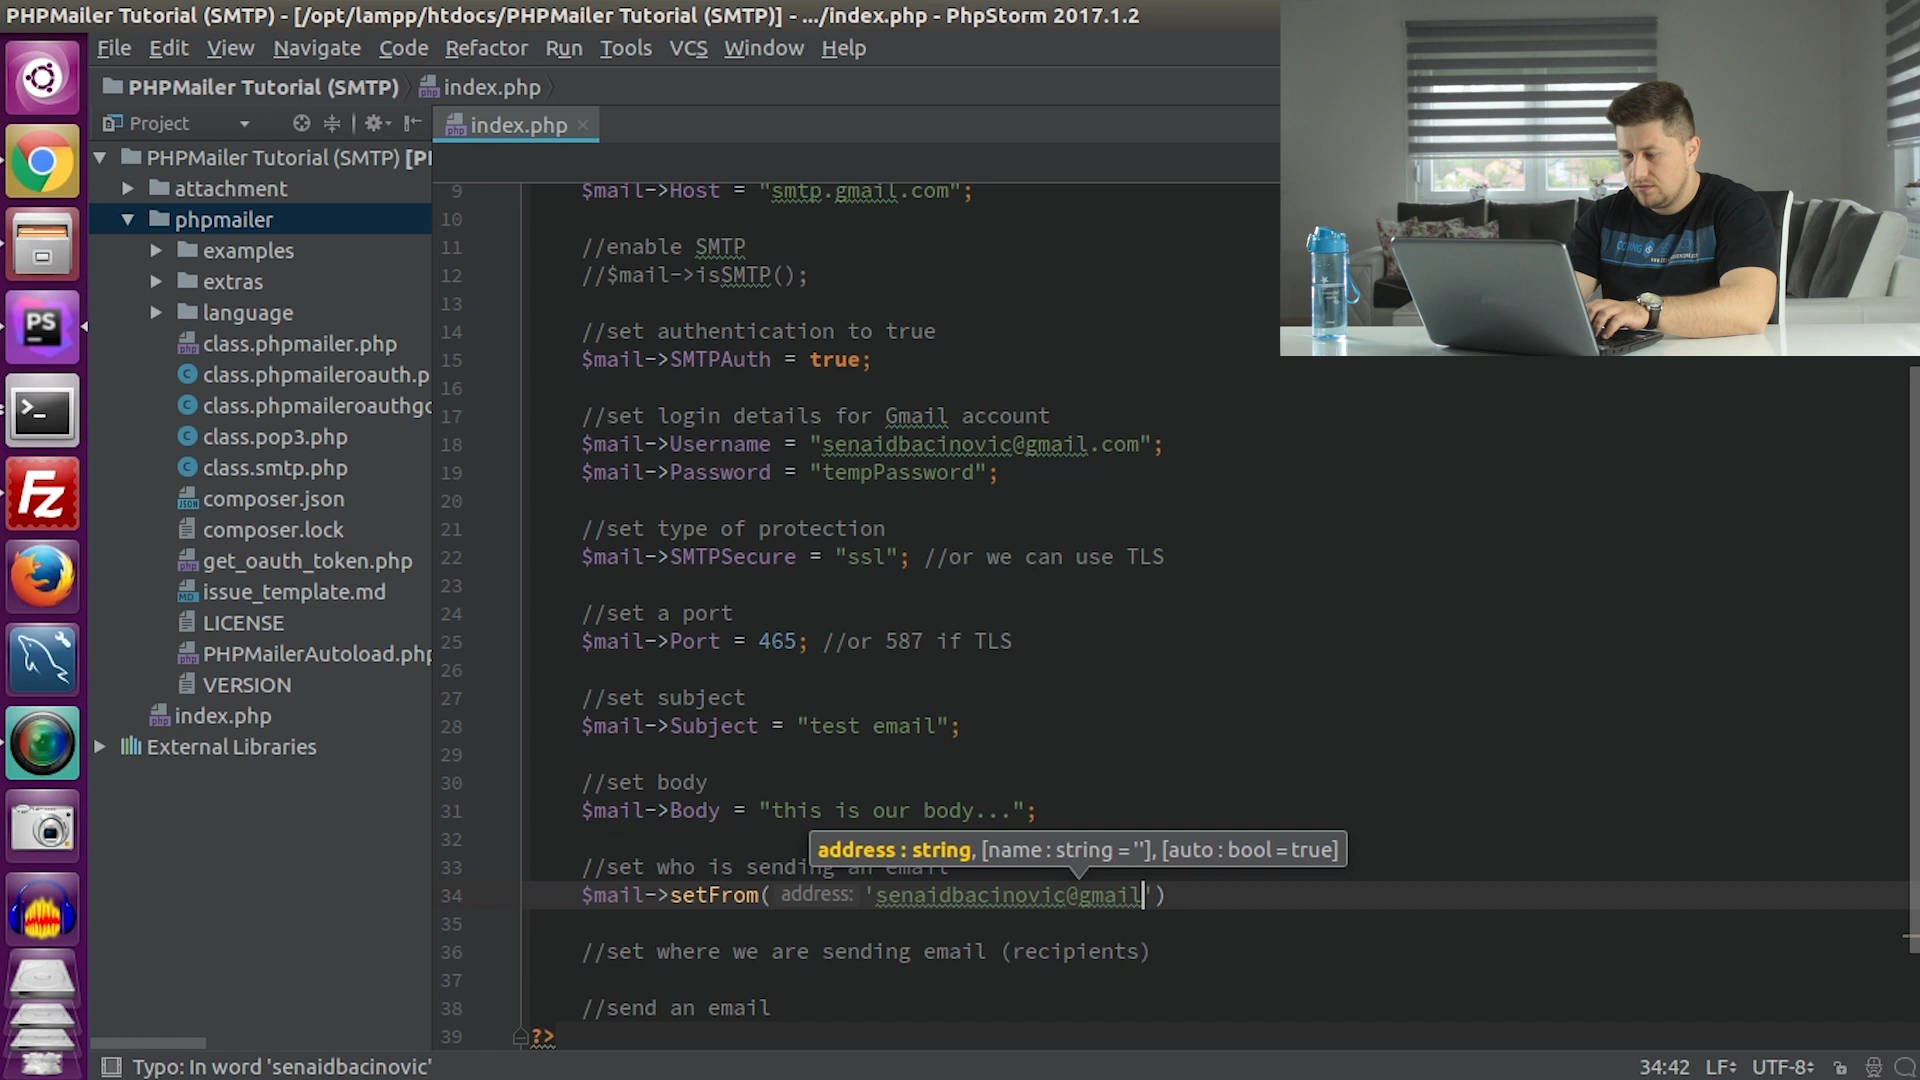 PHPMailer Tutorial (SMTP) - [/opt/lampp/htdocs/PHPMailer Tutorial (SMTP)] - .../index.php - PhpStorm 2017.1.2
File Edit View Navigate Code Refactor Run Tools VCS Window Help
PHPMailer Tutorial (SMTP) index.php
Project
index.php
PHPMailer Tutorial (SMTP) [P
attachment
phpmailer
examples
extras
language
class.phpmailer.php
class.phpmaileroauth.p
class.phpmaileroauthgo
class.pop3.php
class.smtp.php
composer.json
composer.lock
get_oauth_token.php
issue_template.md
LICENSE
PHPMailerAutoload.php
VERSION
index.php
External Libraries
9 $mail->Host = "smtp.gmail.com";
10
11 //enable SMTP
12 //$mail->isSMTP();
13
14 //set authentication to true
15 $mail->SMTPAuth = true;
16
17 //set login details for Gmail account
18 $mail->Username = "senaidbacinovic@gmail.com";
19 $mail->Password = "tempPassword";
20
21 //set type of protection
22 $mail->SMTPSecure = "ssl"; //or we can use TLS
23
24 //set a port
25 $mail->Port = 465; //or 587 if TLS
26
27 //set subject
28 $mail->Subject = "test email";
29
30 //set body
31 $mail->Body = "this is our body...";
32
address : string, [name : string = ''], [auto : bool = true]
33 //set who is sending an email
34 $mail->setFrom( address: 'senaidbacinovic@gmail')
35
36 //set where we are sending email (recipients)
37
38 //send an email
39 ?>
Typo: In word 'senaidbacinovic'
34:42 LF UTF-8
PS
Fz